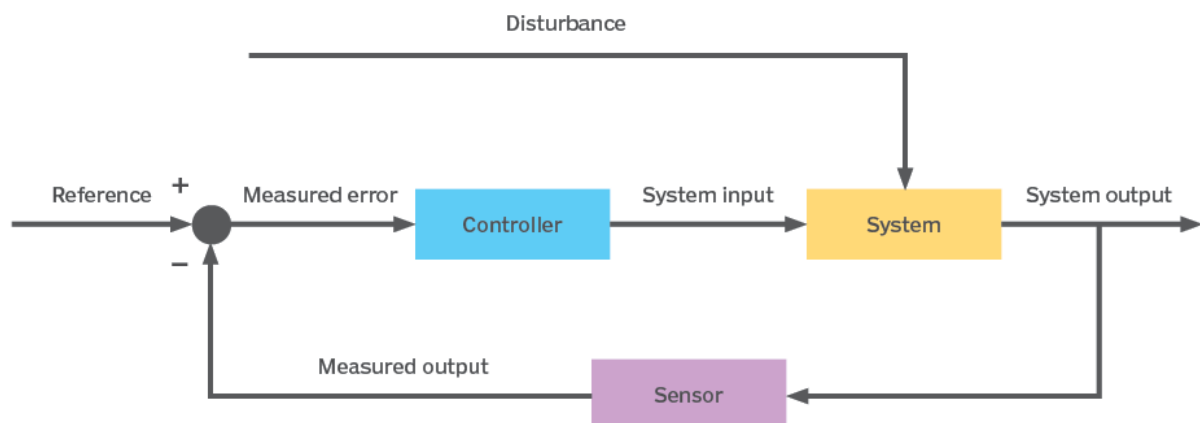 Disturbance
Reference
+
Measured error
Controller
System input
System
System output
−
Measured output
Sensor